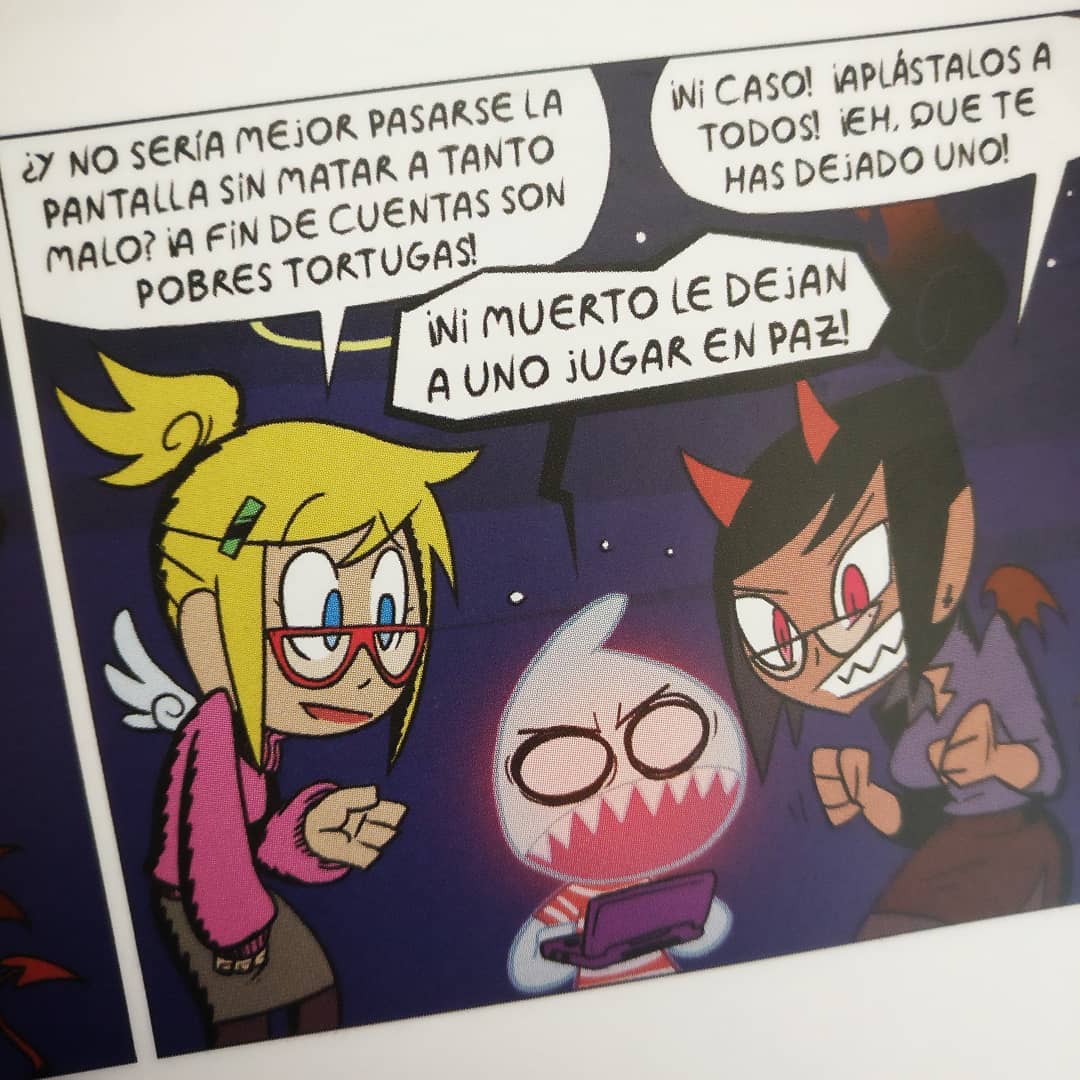 ¿Y NO SERÍA MEJOR PASARSE LA
PANTALLA SIN MATAR A TANTO
MALO? ¡A FIN DE CUENTAS SON
POBRES TORTUGAS!
¡NI MUERTO LE DEJAN
A UNO JUGAR EN PAZ!
¡NI CASO! ¡APLÁSTALOS A
TODOS! ¡EH, QUE TE
HAS DEJADO UNO!